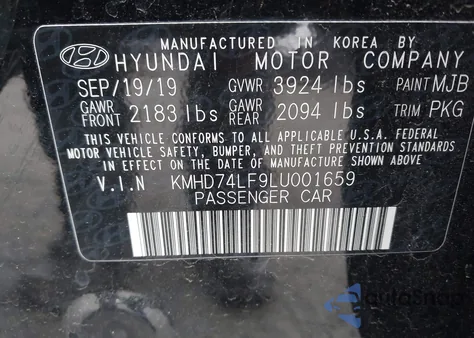 MANUFACTURED IN KOREA BY
HYUNDAI MOTOR COMPANY
SEP/19/19 GVWR 3924 lbs PAINT MJB
GAWR FRONT 2183 lbs GAWR REAR 2094 lbs TRIM PKG
THIS VEHICLE CONFORMS TO ALL APPLICABLE U.S.A. FEDERAL
MOTOR VEHICLE SAFETY, BUMPER, AND THEFT PREVENTION STANDARDS
IN EFFECT ON THE DATE OF MANUFACTURE SHOWN ABOVE.
V.I.N KMHD74LF9LU001659
PASSENGER CAR